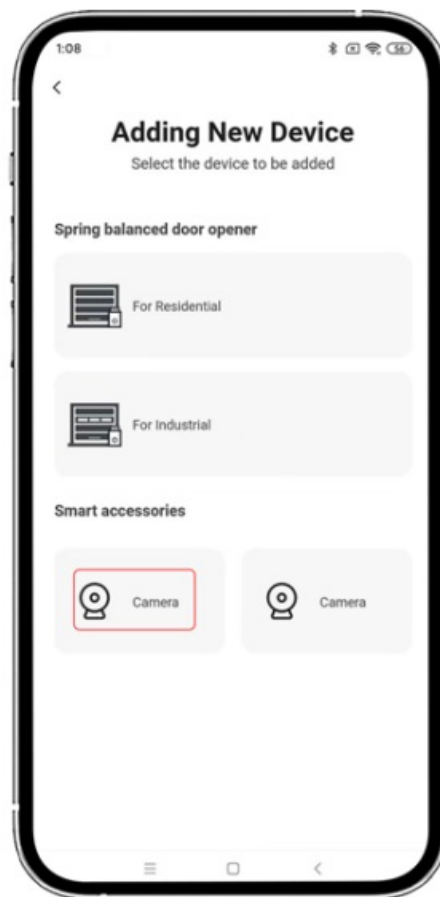 1:08
56
Adding New Device
Select the device to be added
Spring balanced door opener
For Residential
For Industrial
Smart accessories
Camera
Camera